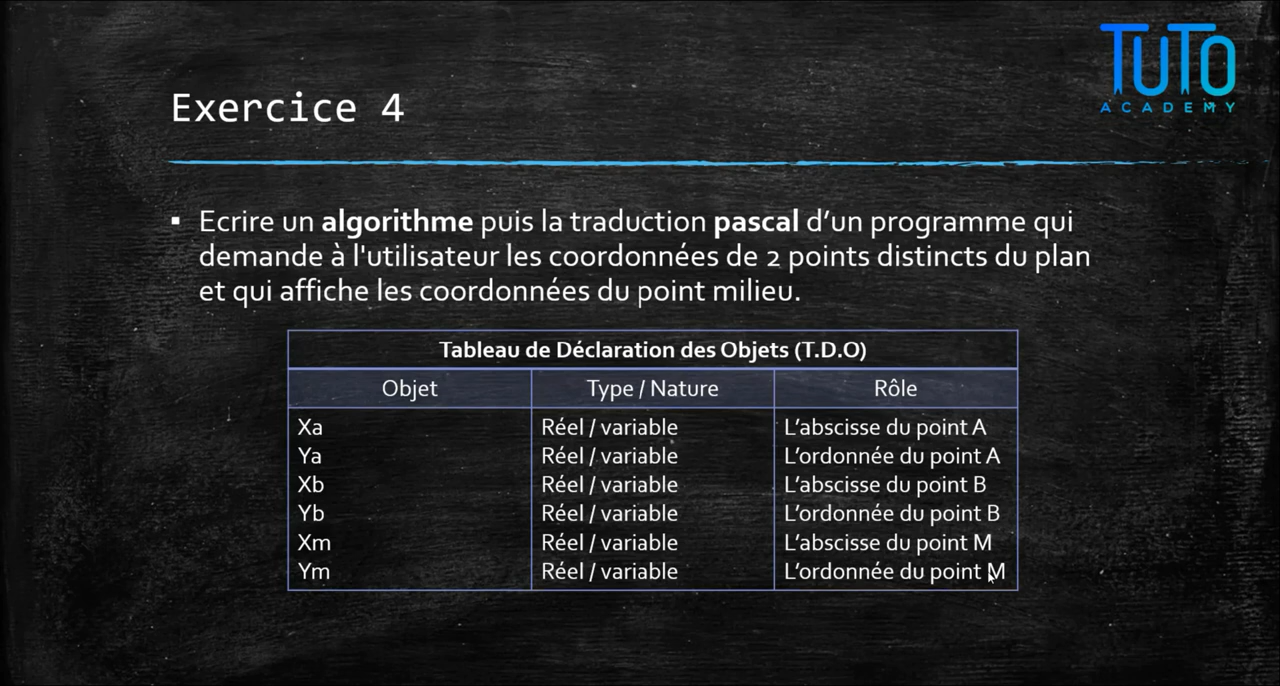 TUTO
ACADEMY
Exercice 4
▪ Ecrire un algorithme puis la traduction pascal d’un programme qui
demande à l'utilisateur les coordonnées de 2 points distincts du plan
et qui affiche les coordonnées du point milieu.
Tableau de Déclaration des Objets (T.D.O)
Objet Type / Nature Rôle
Xa Réel / variable L’abscisse du point A
Ya Réel / variable L’ordonnée du point A
Xb Réel / variable L’abscisse du point B
Yb Réel / variable L’ordonnée du point B
Xm Réel / variable L’abscisse du point M
Ym Réel / variable L’ordonnée du point M